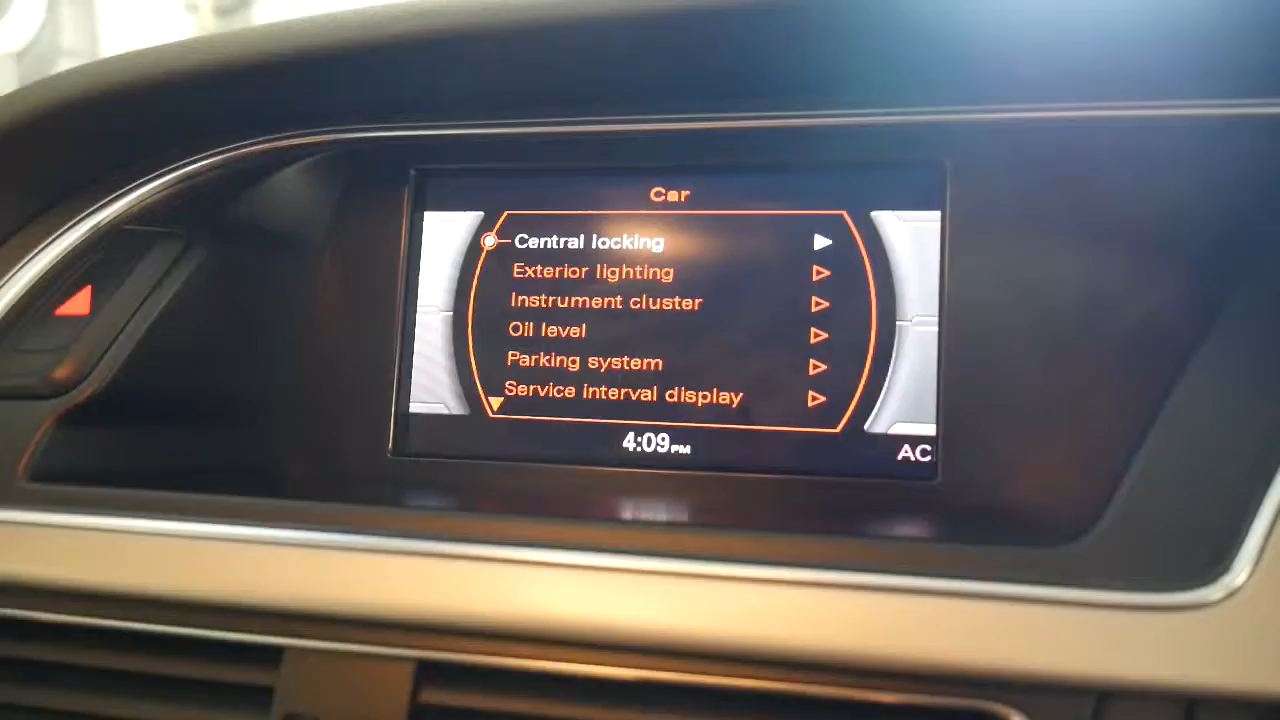 Car
Central locking
Exterior lighting
Instrument cluster
Oil level
Parking system
Service interval display
4:09PM
AC